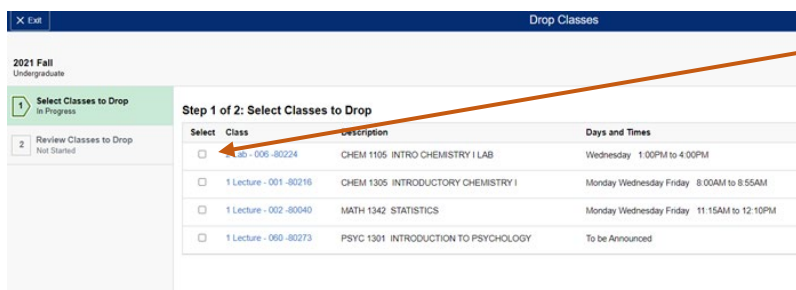 X Exit Drop Classes
2021 Fall
Undergraduate
1 Select Classes to Drop
In Progress
2 Review Classes to Drop
Not Started
Step 1 of 2: Select Classes to Drop
Select Class Description Days and Times
Lab - 006 -80224 CHEM 1105 INTRO CHEMISTRY I LAB Wednesday 1:00PM to 4:00PM
1 Lecture - 001 -80216 CHEM 1305 INTRODUCTORY CHEMISTRY I Monday Wednesday Friday 8:00AM to 8:55AM
1 Lecture - 002 -80040 MATH 1342 STATISTICS Monday Wednesday Friday 11:15AM to 12:10PM
1 Lecture - 060 -80273 PSYC 1301 INTRODUCTION TO PSYCHOLOGY To be Announced